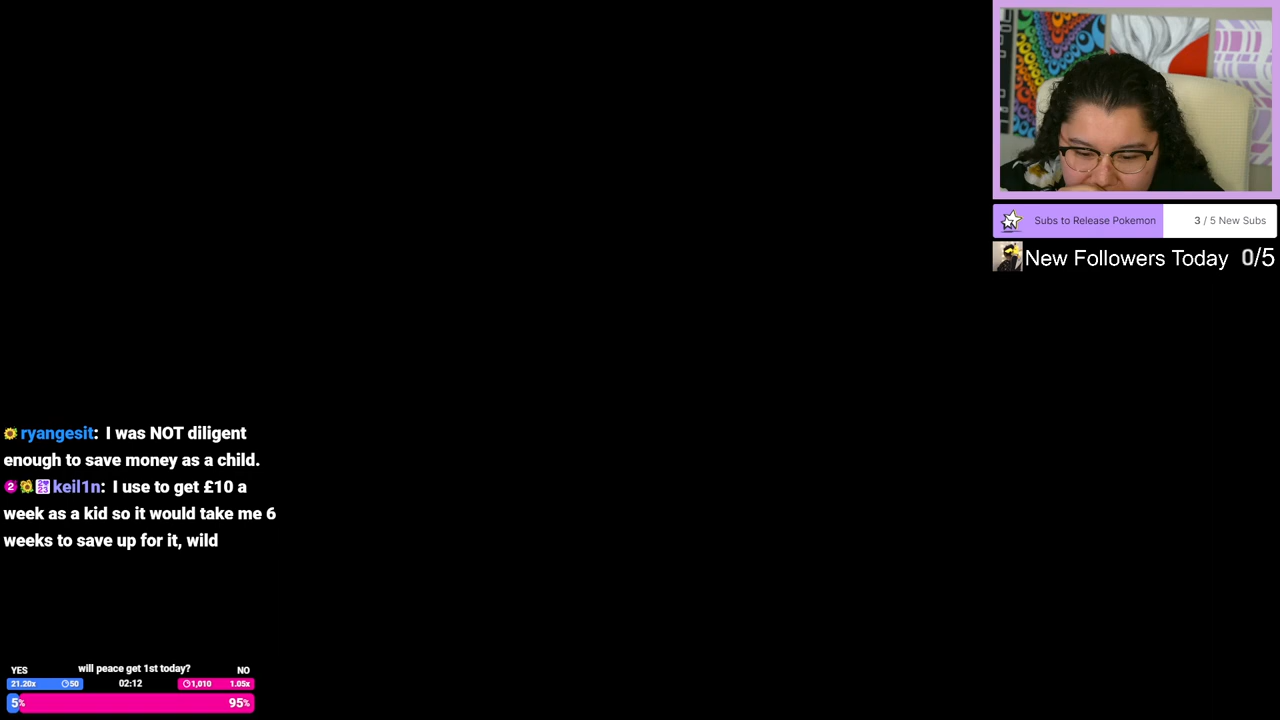 Subs to Release Pokemon 3 / 5 New Subs
New Followers Today 0/5
ryangesit: I was NOT diligent
enough to save money as a child.
2 keil1n: I use to get £10 a
week as a kid so it would take me 6
weeks to save up for it, wild
YES will peace get 1st today? NO
21.20x 50 02:12 1,010 1.05x
5% 95%